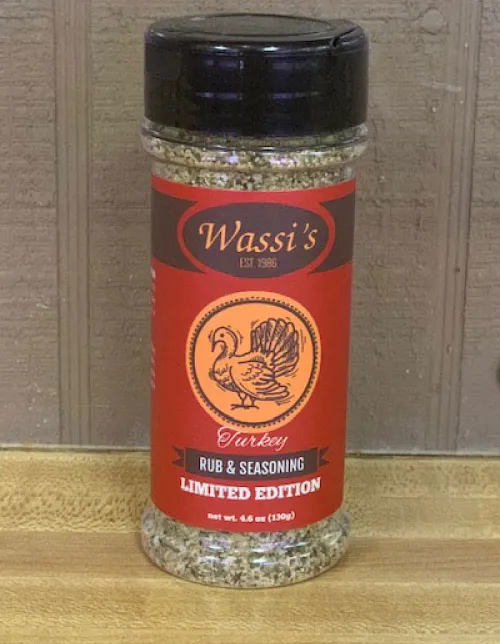 Wassi's
EST 1986
Turkey
RUB & SEASONING
LIMITED EDITION
net wt. 4.6 oz (130g)